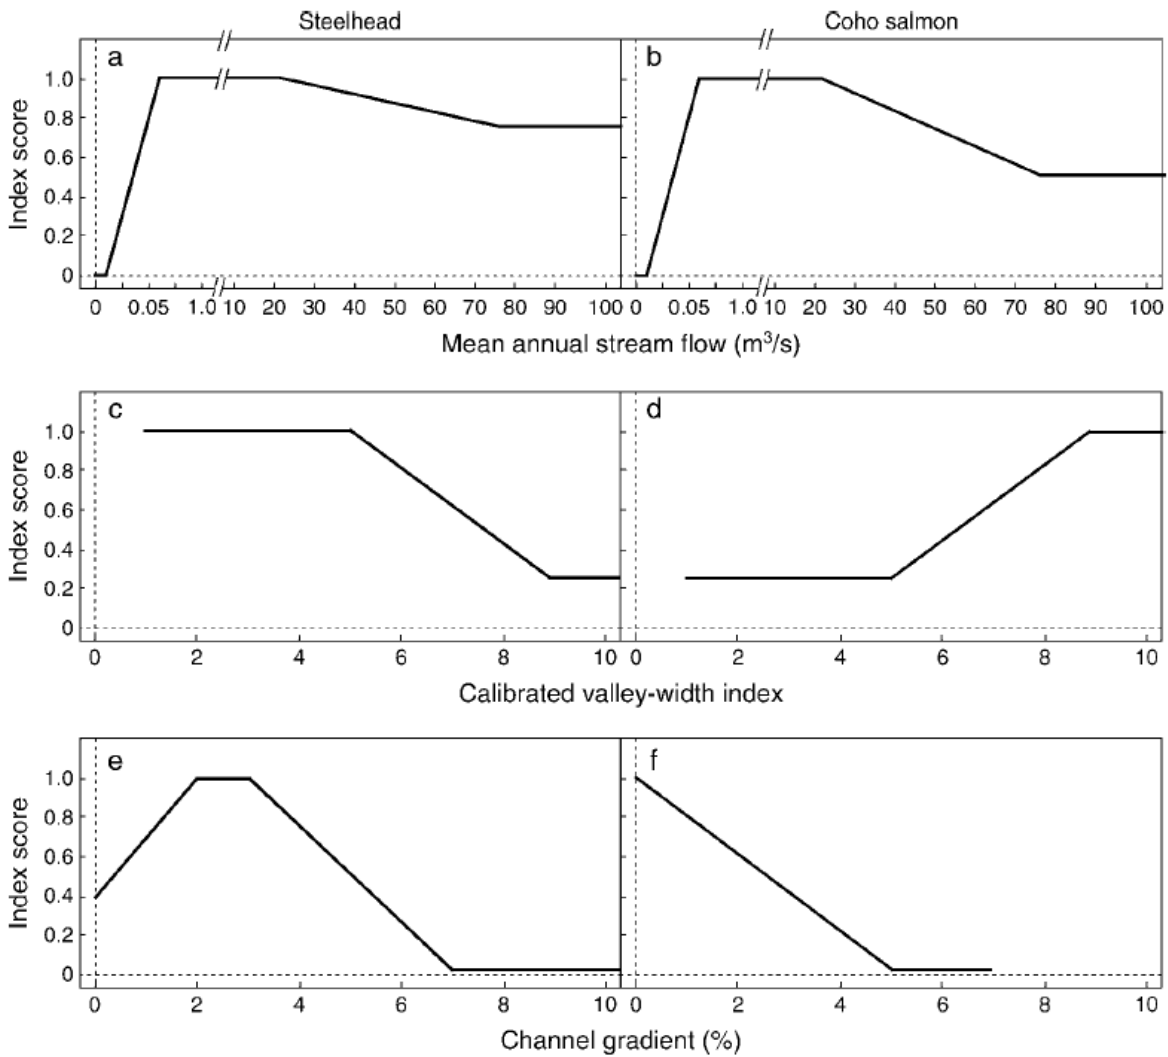 Steelhead Coho salmon
a b
Index score
1.0
0.8
0.6
0.4
0.2
0
0 0.05 1.0 10 20 30 40 50 60 70 80 90 100 0 0.05 1.0 10 20 30 40 50 60 70 80 90 100
Mean annual stream flow (m³/s)
c d
Index score
1.0
0.8
0.6
0.4
0.2
0
0 2 4 6 8 10 0 2 4 6 8 10
Calibrated valley-width index
e f
Index score
1.0
0.8
0.6
0.4
0.2
0
0 2 4 6 8 10 0 2 4 6 8 10
Channel gradient (%)